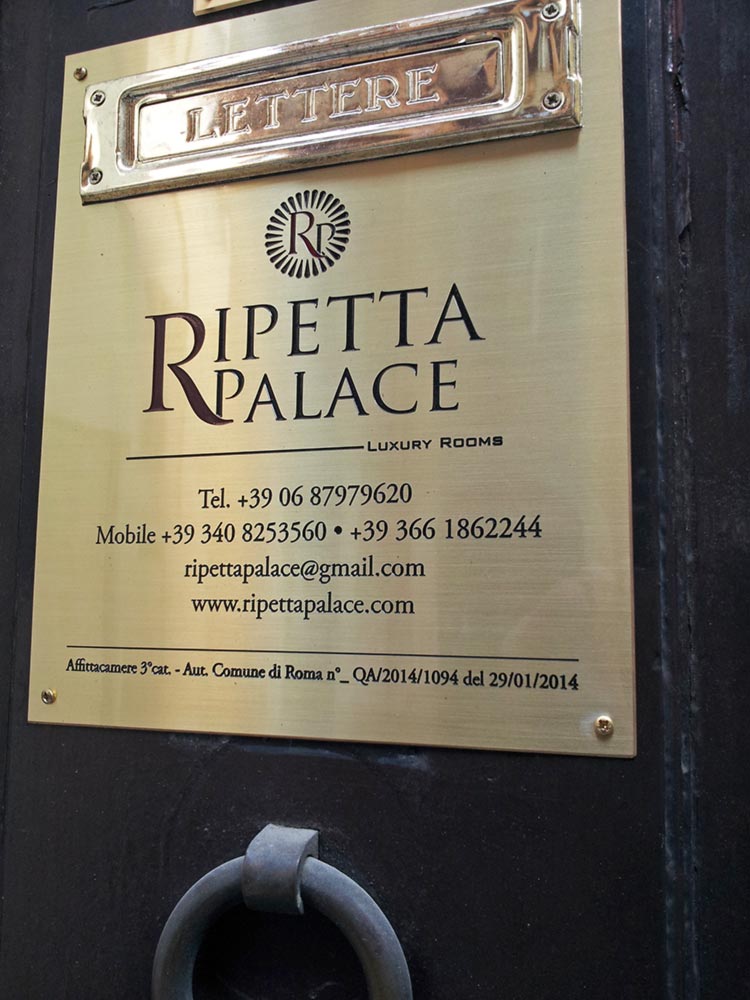 LETTERE
RP
RIPETTA
PALACE
LUXURY ROOMS
Tel. +39 06 87979620
Mobile +39 340 8253560 • +39 366 1862244
ripettapalace@gmail.com
www.ripettapalace.com
Affittacamere 3°cat. - Aut. Comune di Roma n°_ QA/2014/1094 del 29/01/2014